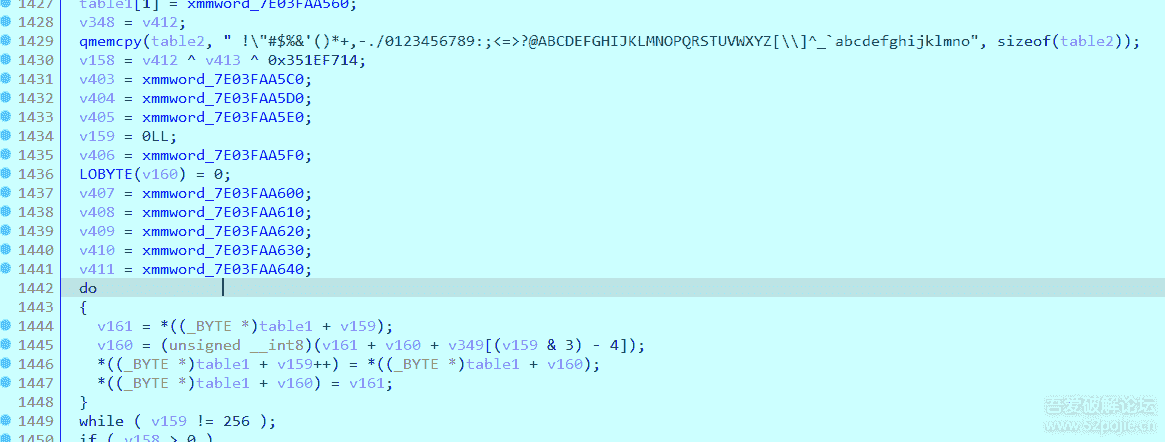 1427 table1[1] = xmmword_7E03FAA560;
1428 v348 = v412;
1429 qmemcpy(table2, " !\"#$%&'()*+,-./0123456789:;<=>?@ABCDEFGHIJKLMNOPQRSTUVWXYZ[\\]^_`abcdefghijklmno", sizeof(table2));
1430 v158 = v412 ^ v413 ^ 0x351EF714;
1431 v403 = xmmword_7E03FAA5C0;
1432 v404 = xmmword_7E03FAA5D0;
1433 v405 = xmmword_7E03FAA5E0;
1434 v159 = 0LL;
1435 v406 = xmmword_7E03FAA5F0;
1436 LOBYTE(v160) = 0;
1437 v407 = xmmword_7E03FAA600;
1438 v408 = xmmword_7E03FAA610;
1439 v409 = xmmword_7E03FAA620;
1440 v410 = xmmword_7E03FAA630;
1441 v411 = xmmword_7E03FAA640;
1442 do
1443 {
1444 v161 = *((_BYTE *)table1 + v159);
1445 v160 = (unsigned __int8)(v161 + v160 + v349[(v159 & 3) - 4]);
1446 *((_BYTE *)table1 + v159++) = *((_BYTE *)table1 + v160);
1447 *((_BYTE *)table1 + v160) = v161;
1448 }
1449 while ( v159 != 256 );
1450 if ( v158 > 0 )
吾爱破解论坛
www.52pojie.cn